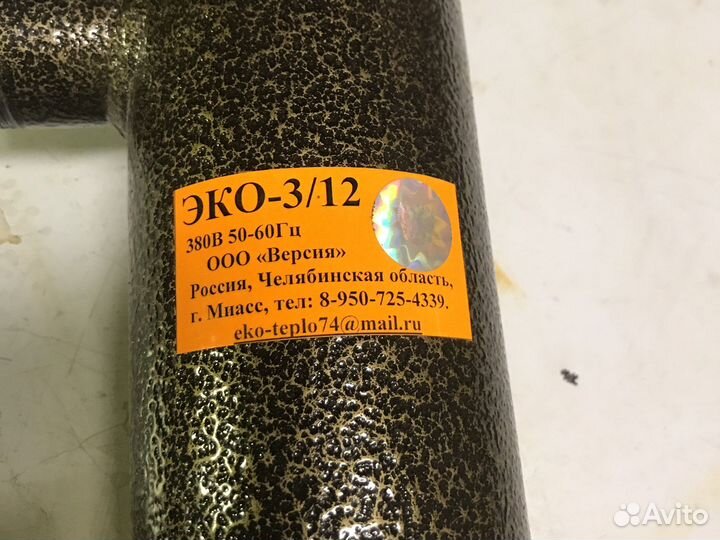 ЭКО-3/12
380В 50-60Гц
ООО «Версия»
Россия, Челябинская область,
г. Миасс, тел: 8-950-725-4339.
eko-teplo74@mail.ru
Avito